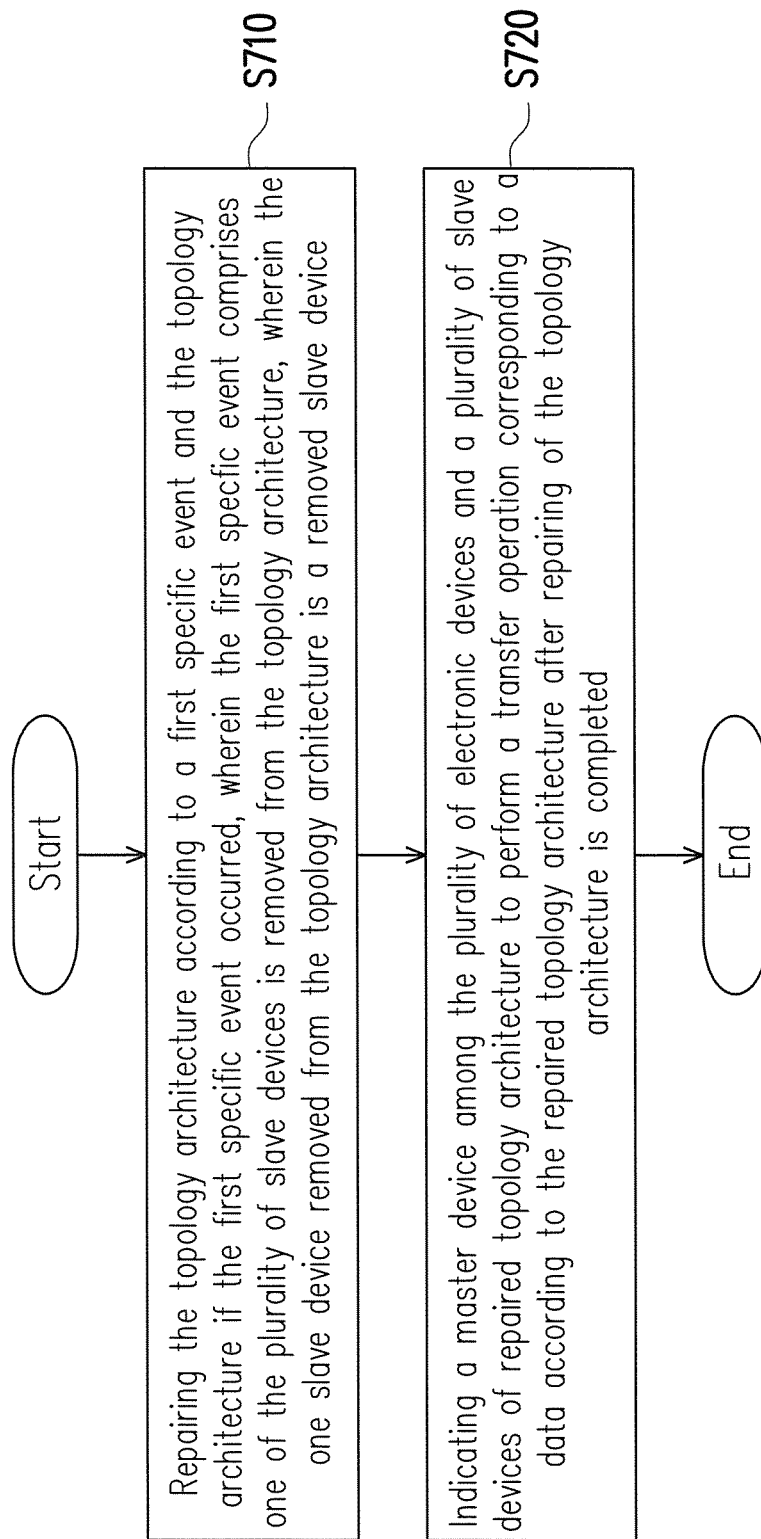 Start
Repairing the topology architecture according to a first specific event and the topology
architecture if the first specific event occurred, wherein the first specfic event comprises
one of the plurality of slave devices is removed from the topology architecture, wherein the
one slave device removed from the topology architecture is a removed slave device
S710
Indicating a master device among the plurality of electronic devices and a plurality of slave
devices of repaired topology architecture to perform a transfer operation corresponding to a
data according to the repaired topology architecture after repairing of the topology
architecture is completed
S720
End